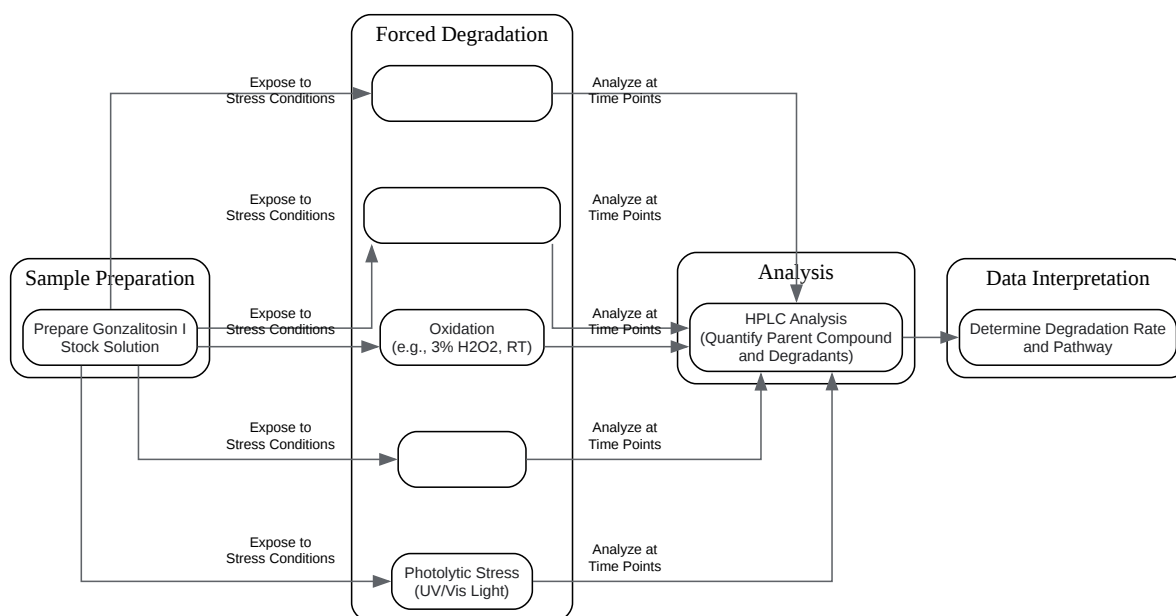 Forced Degradation
Expose to
Stress Conditions
Analyze at
Time Points
Expose to
Stress Conditions
Analyze at
Time Points
Sample Preparation
Prepare Gonzalitosin I
Stock Solution
Expose to
Stress Conditions
Oxidation
(e.g., 3% H2O2, RT)
Analyze at
Time Points
Analysis
HPLC Analysis
(Quantify Parent Compound
and Degradants)
Data Interpretation
Determine Degradation Rate
and Pathway
Expose to
Stress Conditions
Analyze at
Time Points
Expose to
Stress Conditions
Photolytic Stress
(UV/Vis Light)
Analyze at
Time Points